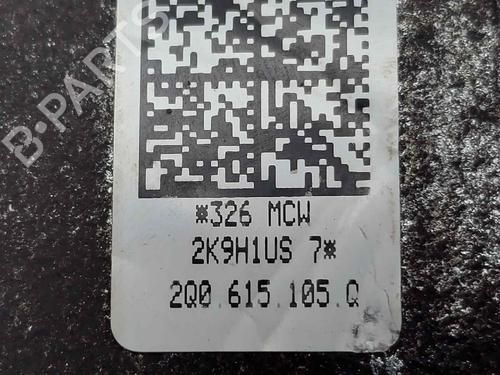 B-PARTS
*326 MCW
2K9H1US 7*
2Q0.615.105.Q